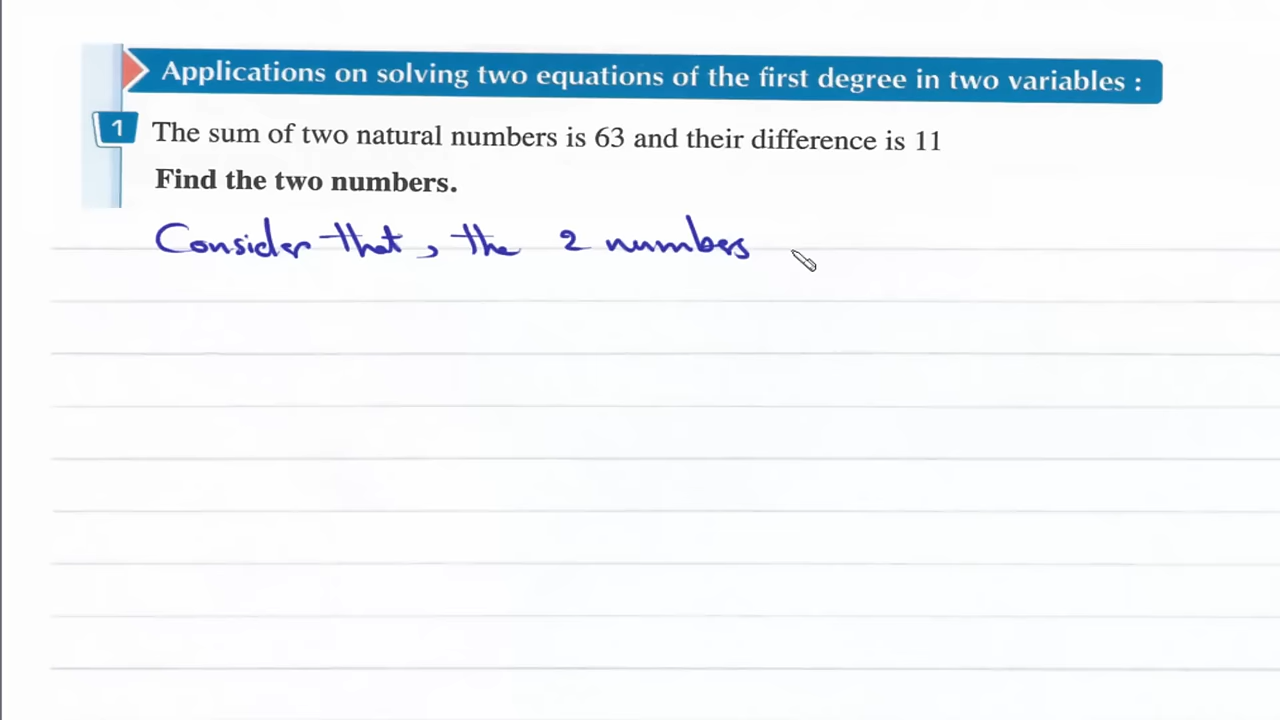 Applications on solving two equations of the first degree in two variables :
1 The sum of two natural numbers is 63 and their difference is 11
Find the two numbers.
Consider that, the 2 numbers